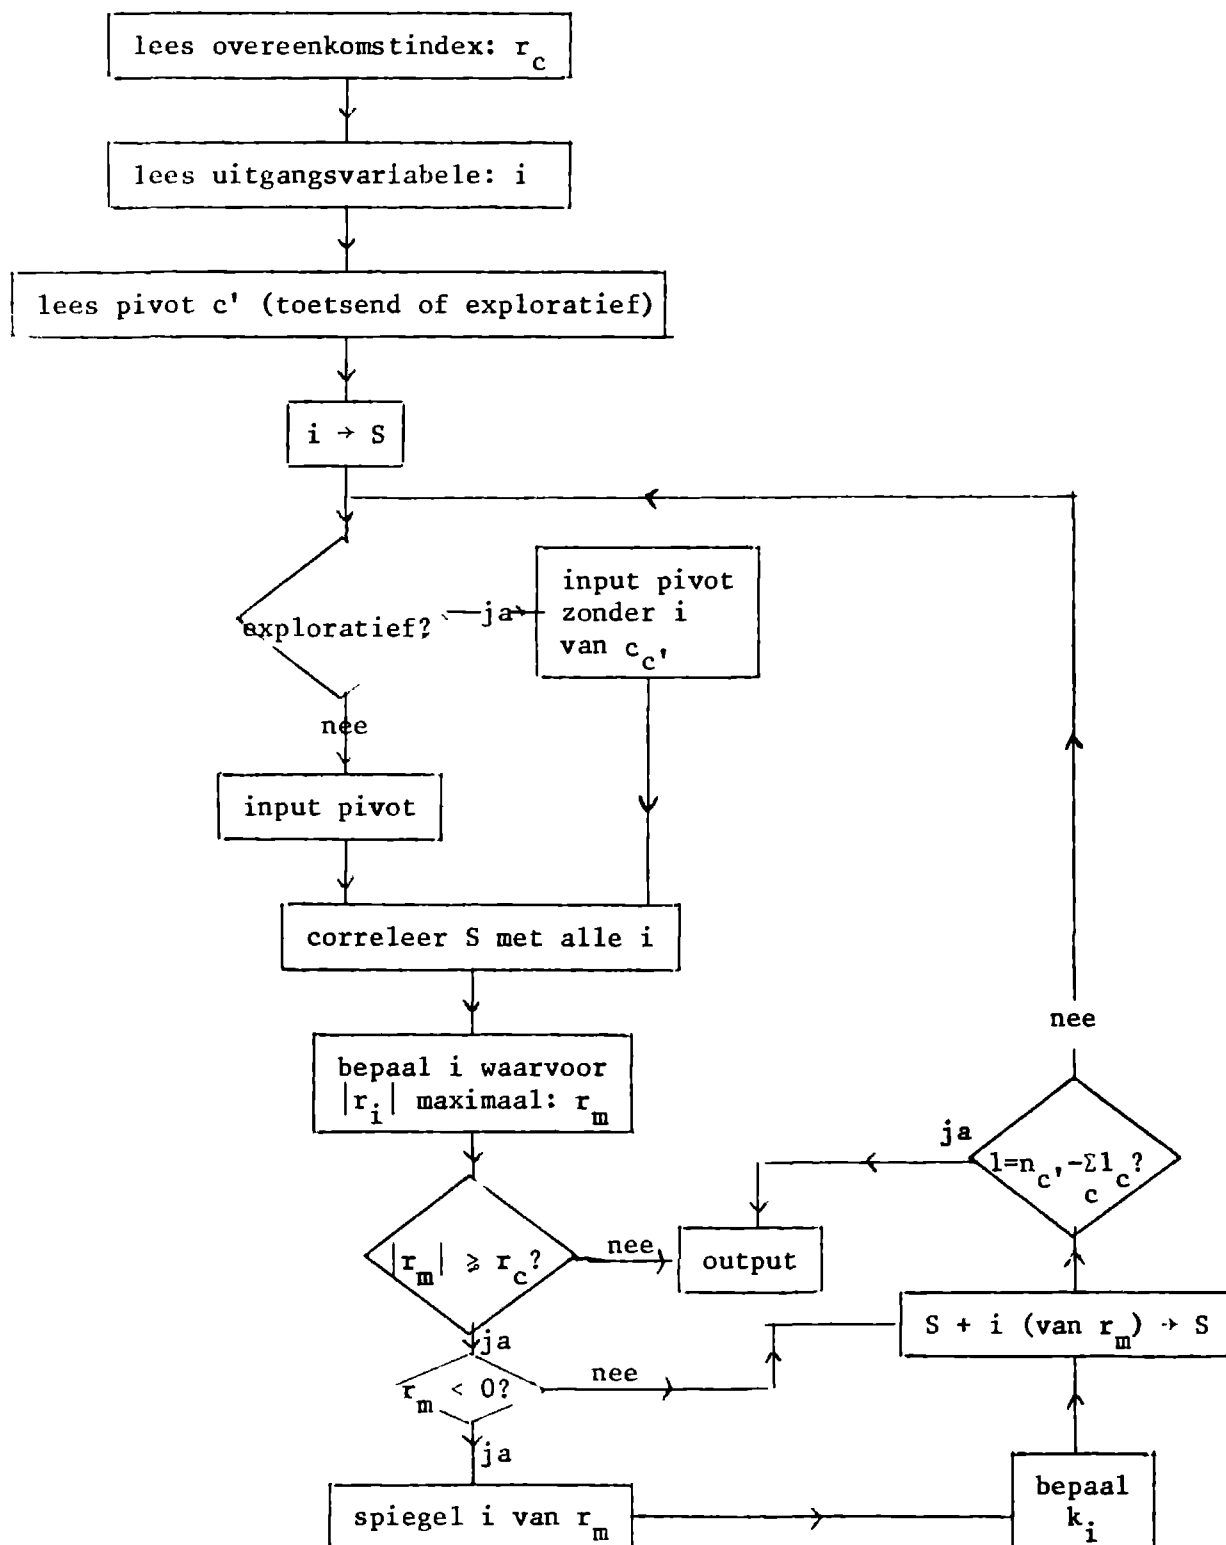 lees overeenkomstindex: r_c
lees uitgangsvariabele: i
lees pivot c' (toetsend of exploratief)
i → S
exploratief?
ja
input pivot
zonder i
van c_c'
nee
input pivot
correleer S met alle i
bepaal i waarvoor
|r_i| maximaal: r_m
|r_m| ⩾ r_c?
nee
output
ja
r_m < 0?
nee
ja
spiegel i van r_m
bepaal
k_i
S + i (van r_m) → S
l=n_c'-Σ_c l_c?
ja
nee